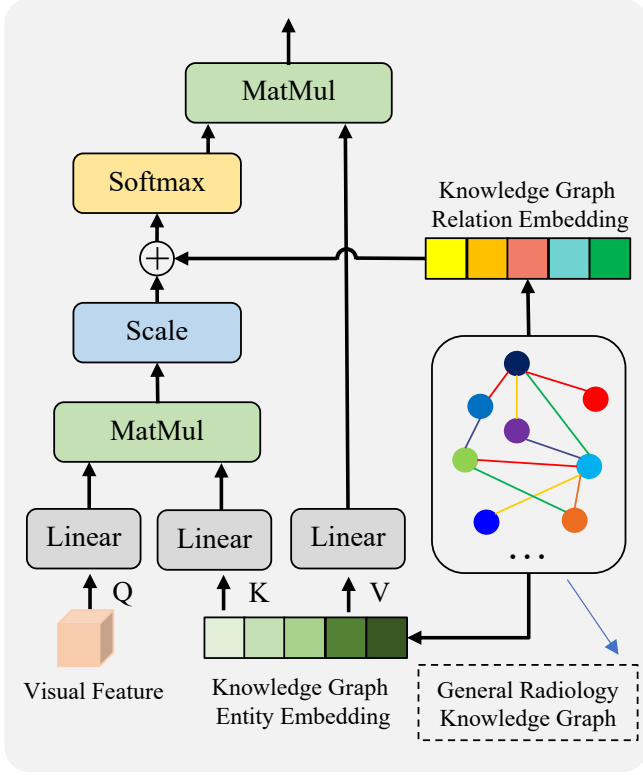 MatMul
Softmax
Knowledge Graph
Relation Embedding
+
Scale
MatMul
Linear
Linear
Linear
...
Q
K
V
Visual Feature
Knowledge Graph
Entity Embedding
General Radiology
Knowledge Graph